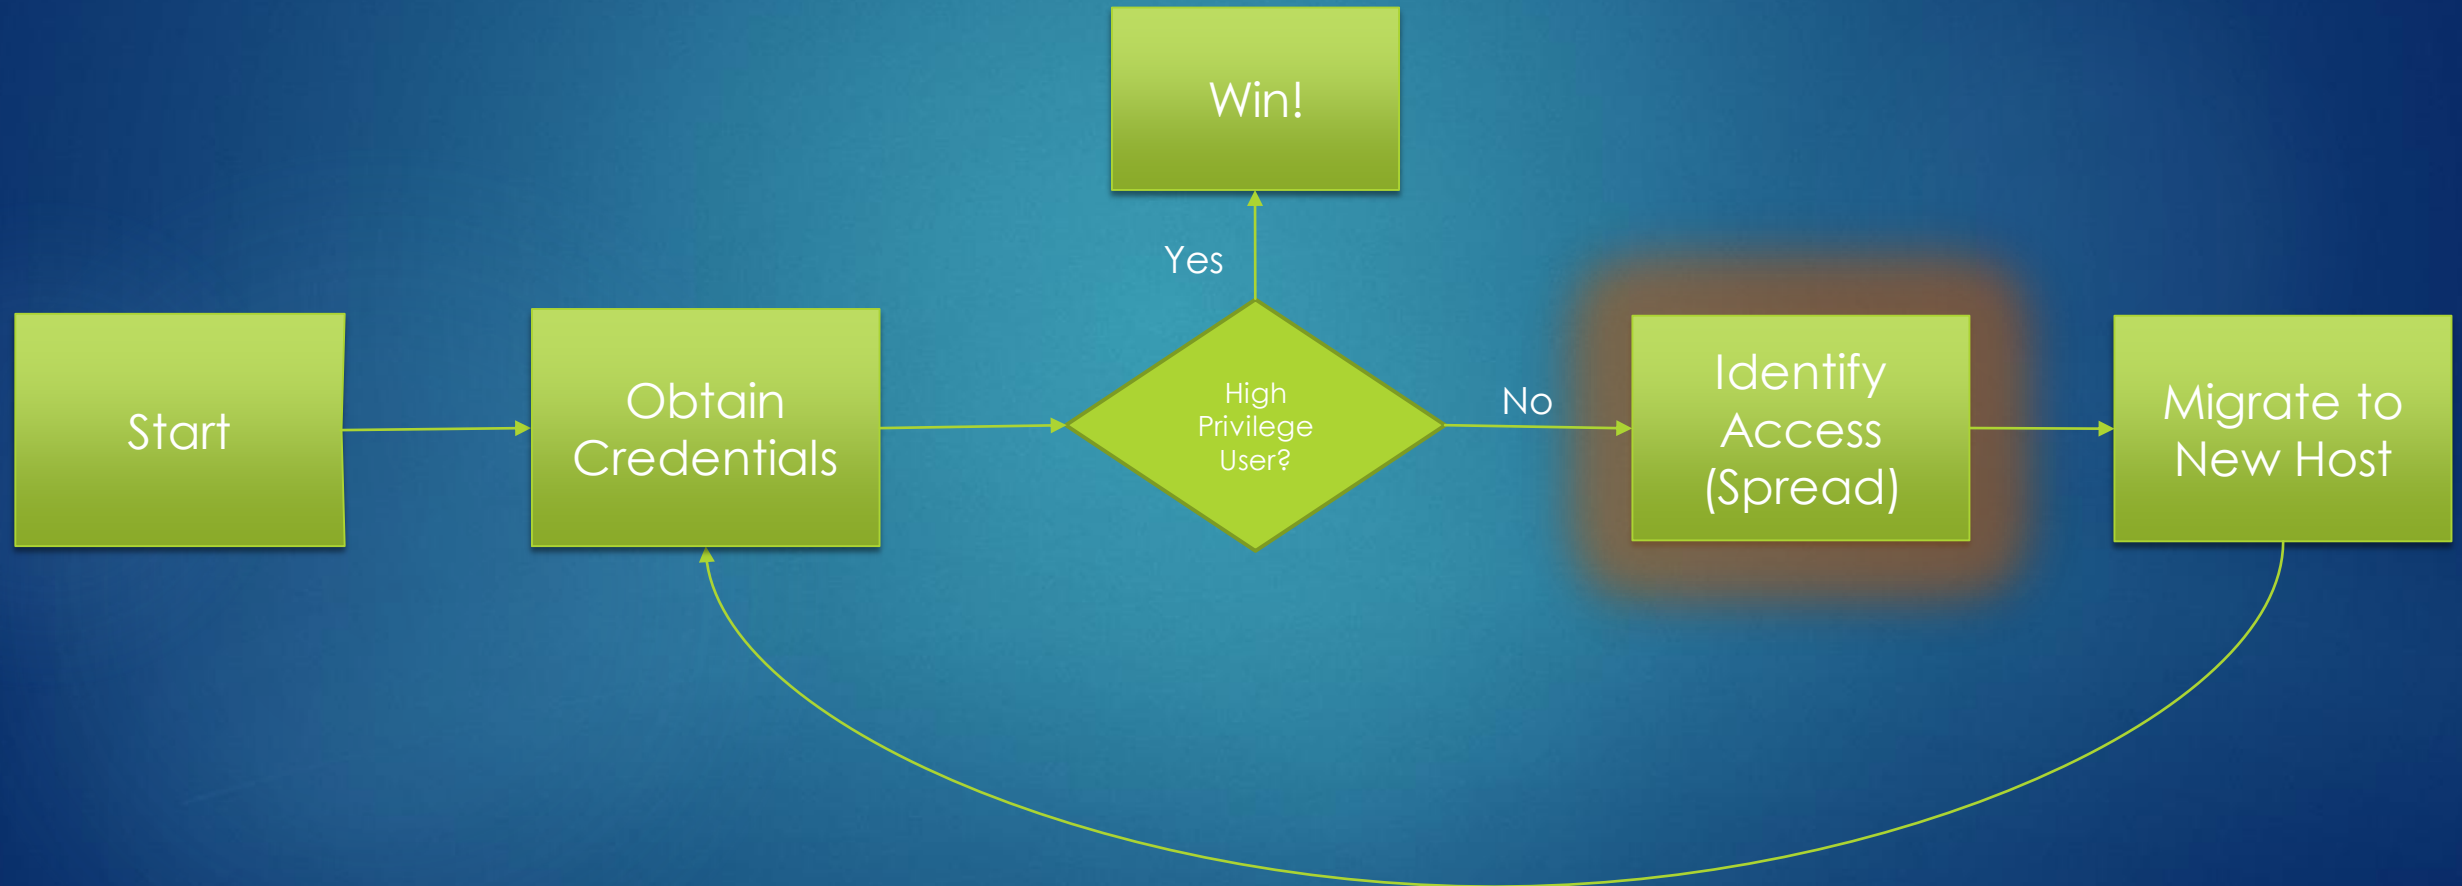 Win!
Yes
Start
Obtain
Credentials
High
Privilege
User?
No
Identify
Access
(Spread)
Migrate to
New Host